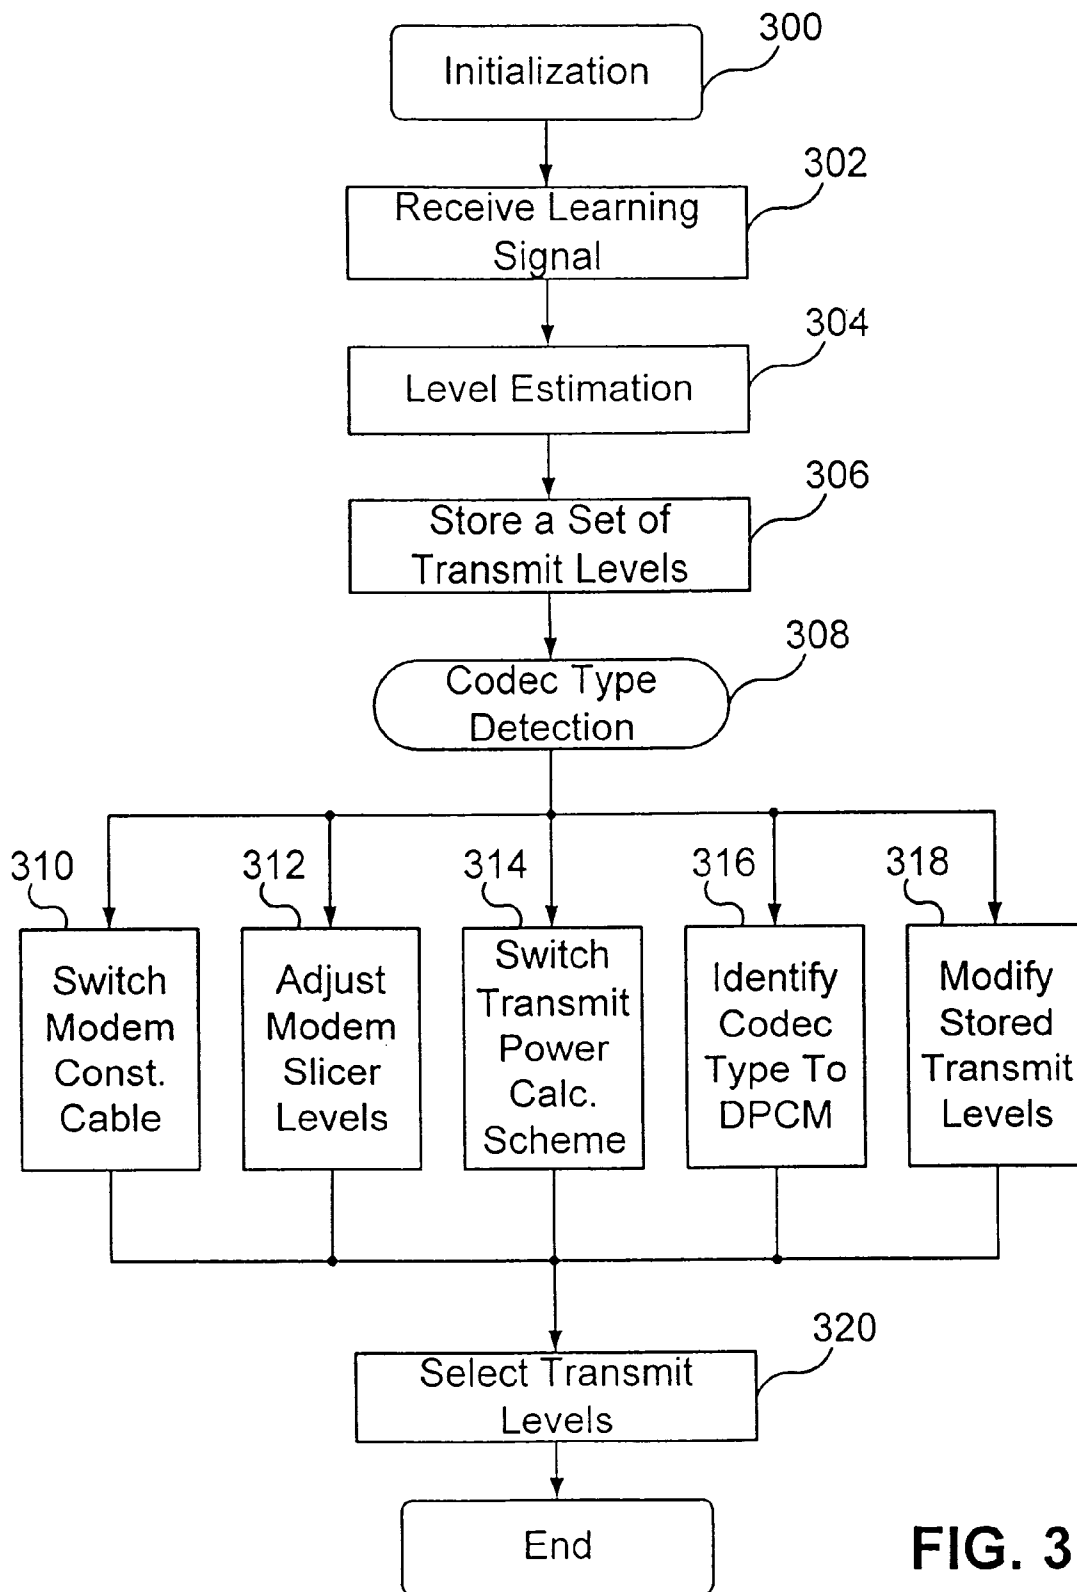 300
Initialization
302
Receive Learning
Signal
304
Level Estimation
306
Store a Set of
Transmit Levels
308
Codec Type
Detection
310
Switch
Modem
Const.
Cable
312
Adjust
Modem
Slicer
Levels
314
Switch
Transmit
Power
Calc.
Scheme
316
Identify
Codec
Type To
DPCM
318
Modify
Stored
Transmit
Levels
320
Select Transmit
Levels
End
FIG. 3